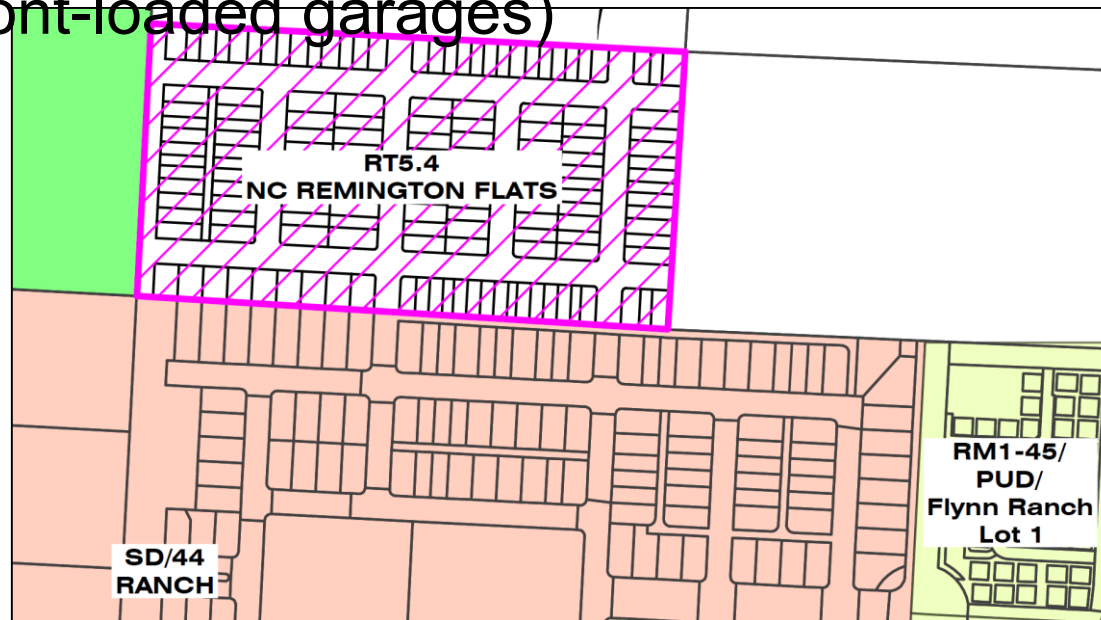 ont-loaded garages)
RT5.4
NC REMINGTON FLATS
RM1-45/
PUD/
Flynn Ranch
Lot 1
SD/44
RANCH